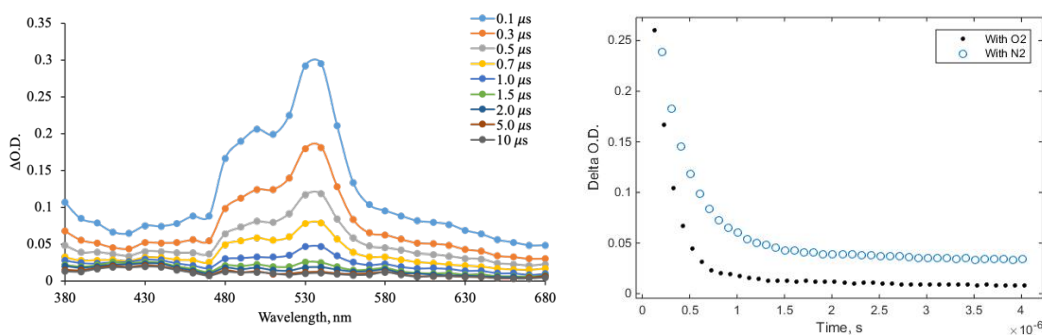 0.35
0.3
0.25
0.2
0.15
0.1
0.05
0
ΔO.D.
380 430 480 530 580 630 680
Wavelength, nm
0.1 μs
0.3 μs
0.5 μs
0.7 μs
1.0 μs
1.5 μs
2.0 μs
5.0 μs
10 μs
0.25
0.2
0.15
0.1
0.05
0
Delta O.D.
0 0.5 1 1.5 2 2.5 3 3.5 4
Time, s
×10⁻⁶
With O2
With N2